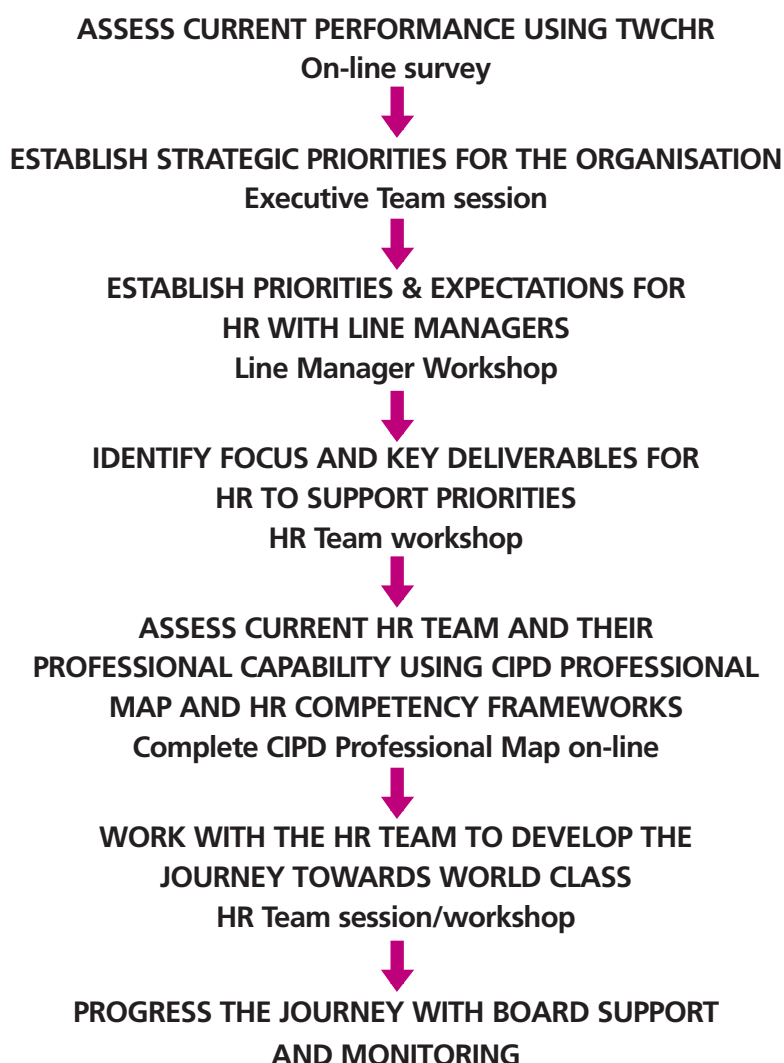 ASSESS CURRENT PERFORMANCE USING TWCHR
On-line survey
ESTABLISH STRATEGIC PRIORITIES FOR THE ORGANISATION
Executive Team session
ESTABLISH PRIORITIES & EXPECTATIONS FOR
HR WITH LINE MANAGERS
Line Manager Workshop
IDENTIFY FOCUS AND KEY DELIVERABLES FOR
HR TO SUPPORT PRIORITIES
HR Team workshop
ASSESS CURRENT HR TEAM AND THEIR
PROFESSIONAL CAPABILITY USING CIPD PROFESSIONAL
MAP AND HR COMPETENCY FRAMEWORKS
Complete CIPD Professional Map on-line
WORK WITH THE HR TEAM TO DEVELOP THE
JOURNEY TOWARDS WORLD CLASS
HR Team session/workshop
PROGRESS THE JOURNEY WITH BOARD SUPPORT
AND MONITORING